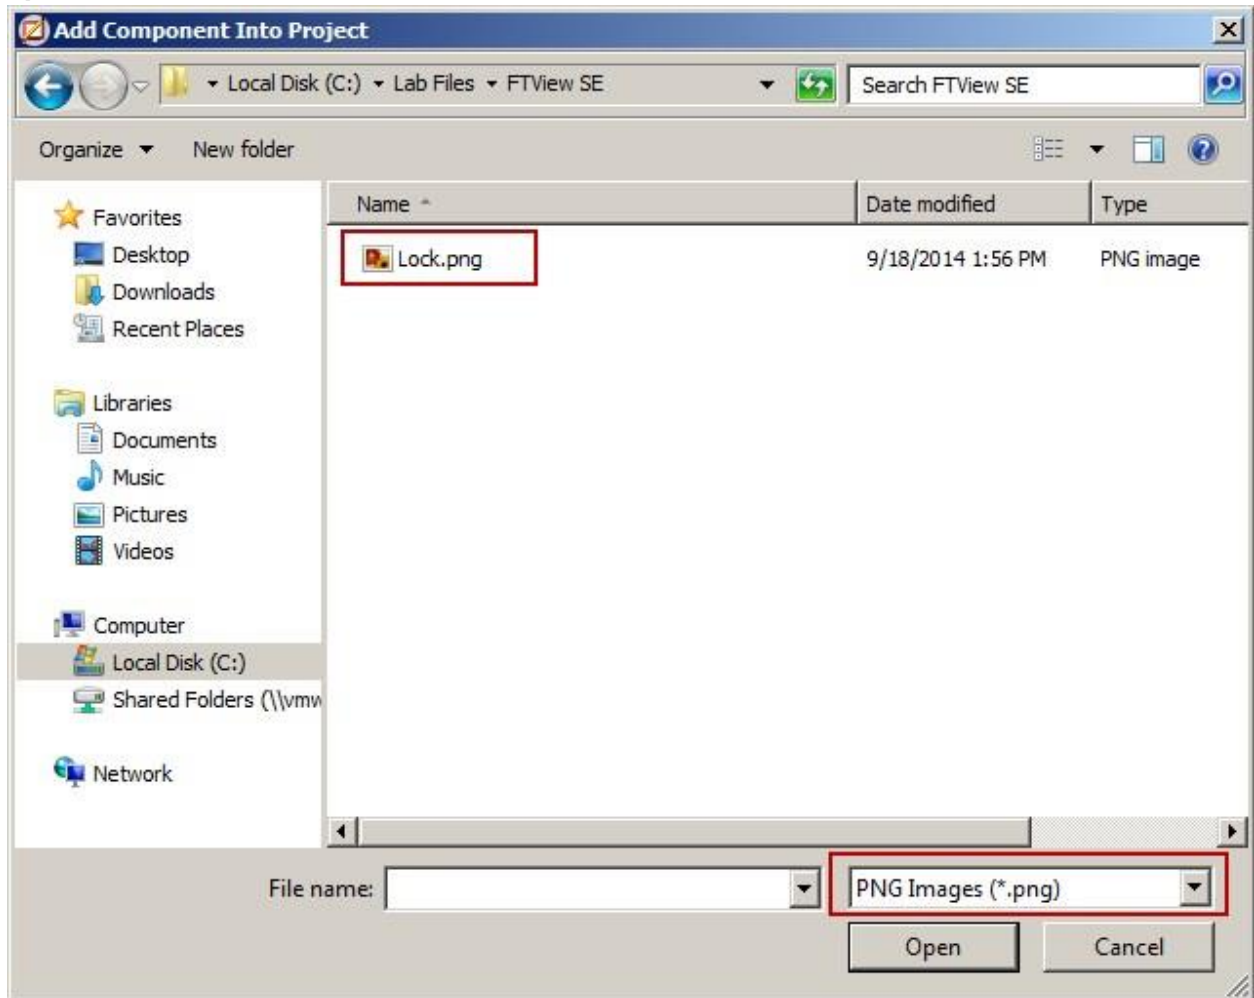 Add Component Into Project
Local Disk (C:) Lab Files FTView SE
Search FTView SE
Organize New folder
Name Date modified Type
Favorites
Desktop
Downloads
Recent Places
Libraries
Documents
Music
Pictures
Videos
Computer
Local Disk (C:)
Shared Folders (\\vmw
Network
Lock.png 9/18/2014 1:56 PM PNG image
File name:
PNG Images (*.png)
Open Cancel